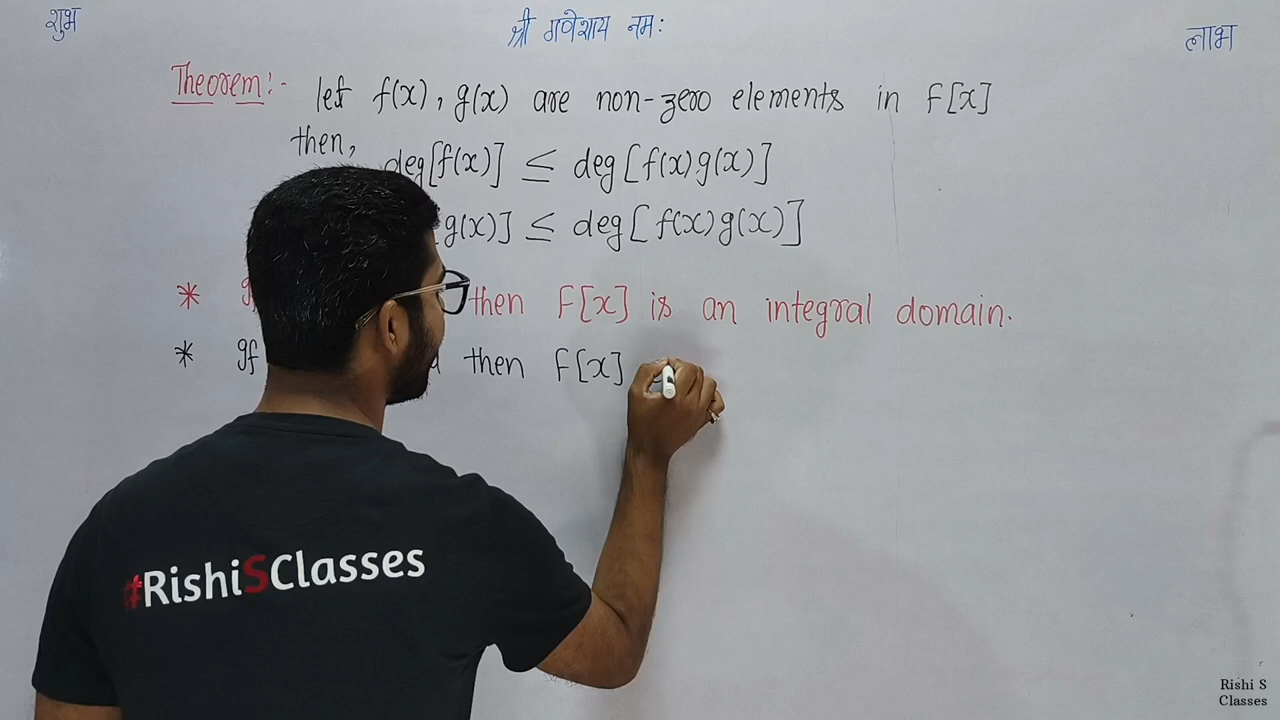 शुभ
श्री गणेशाय नमः
लाभ
Theorem:- let f(x), g(x) are non-zero elements in F[x]
then,
deg[f(x)] ≤ deg[f(x).g(x)]
g(x)] ≤ deg[f(x)g(x)]
* then F[x] is an integral domain.
* gf then F[x]
#RishiSClasses
Rishi S
Classes